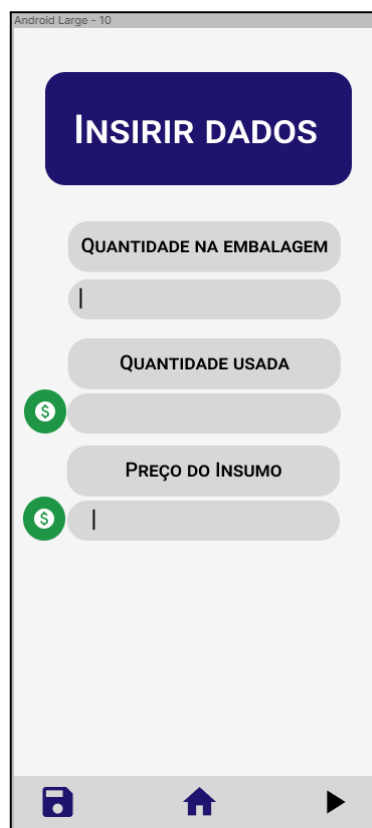 Android Large - 10
INSIRIR DADOS
QUANTIDADE NA EMBALAGEM
QUANTIDADE USADA
$
PREÇO DO INSUMO
$